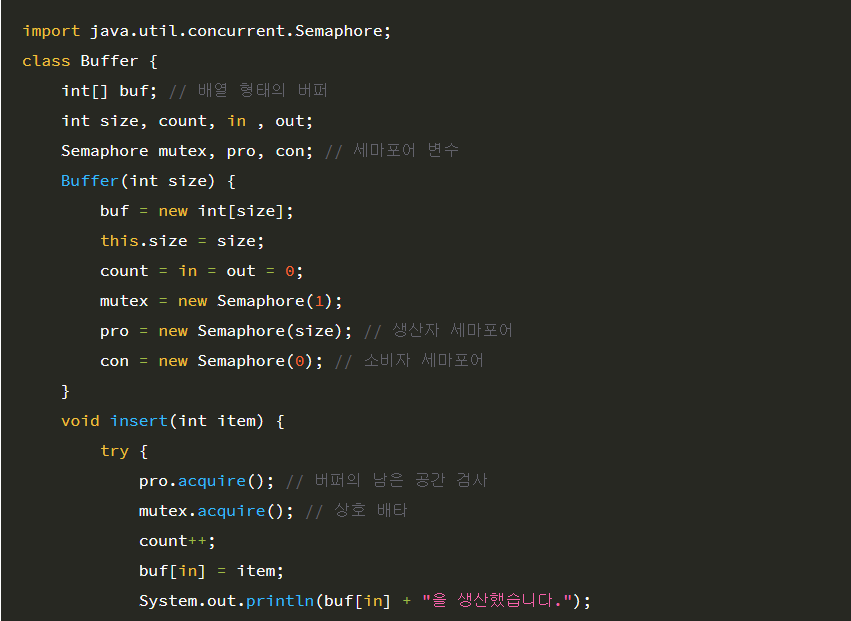 import java.util.concurrent.Semaphore;
class Buffer {
    int[] buf; // 배열 형태의 버퍼
    int size, count, in , out;
    Semaphore mutex, pro, con; // 세마포어 변수
    Buffer(int size) {
        buf = new int[size];
        this.size = size;
        count = in = out = 0;
        mutex = new Semaphore(1);
        pro = new Semaphore(size); // 생산자 세마포어
        con = new Semaphore(0); // 소비자 세마포어
    }
    void insert(int item) {
        try {
            pro.acquire(); // 버퍼의 남은 공간 검사
            mutex.acquire(); // 상호 배타
            count++;
            buf[in] = item;
            System.out.println(buf[in] + "을 생산했습니다.");